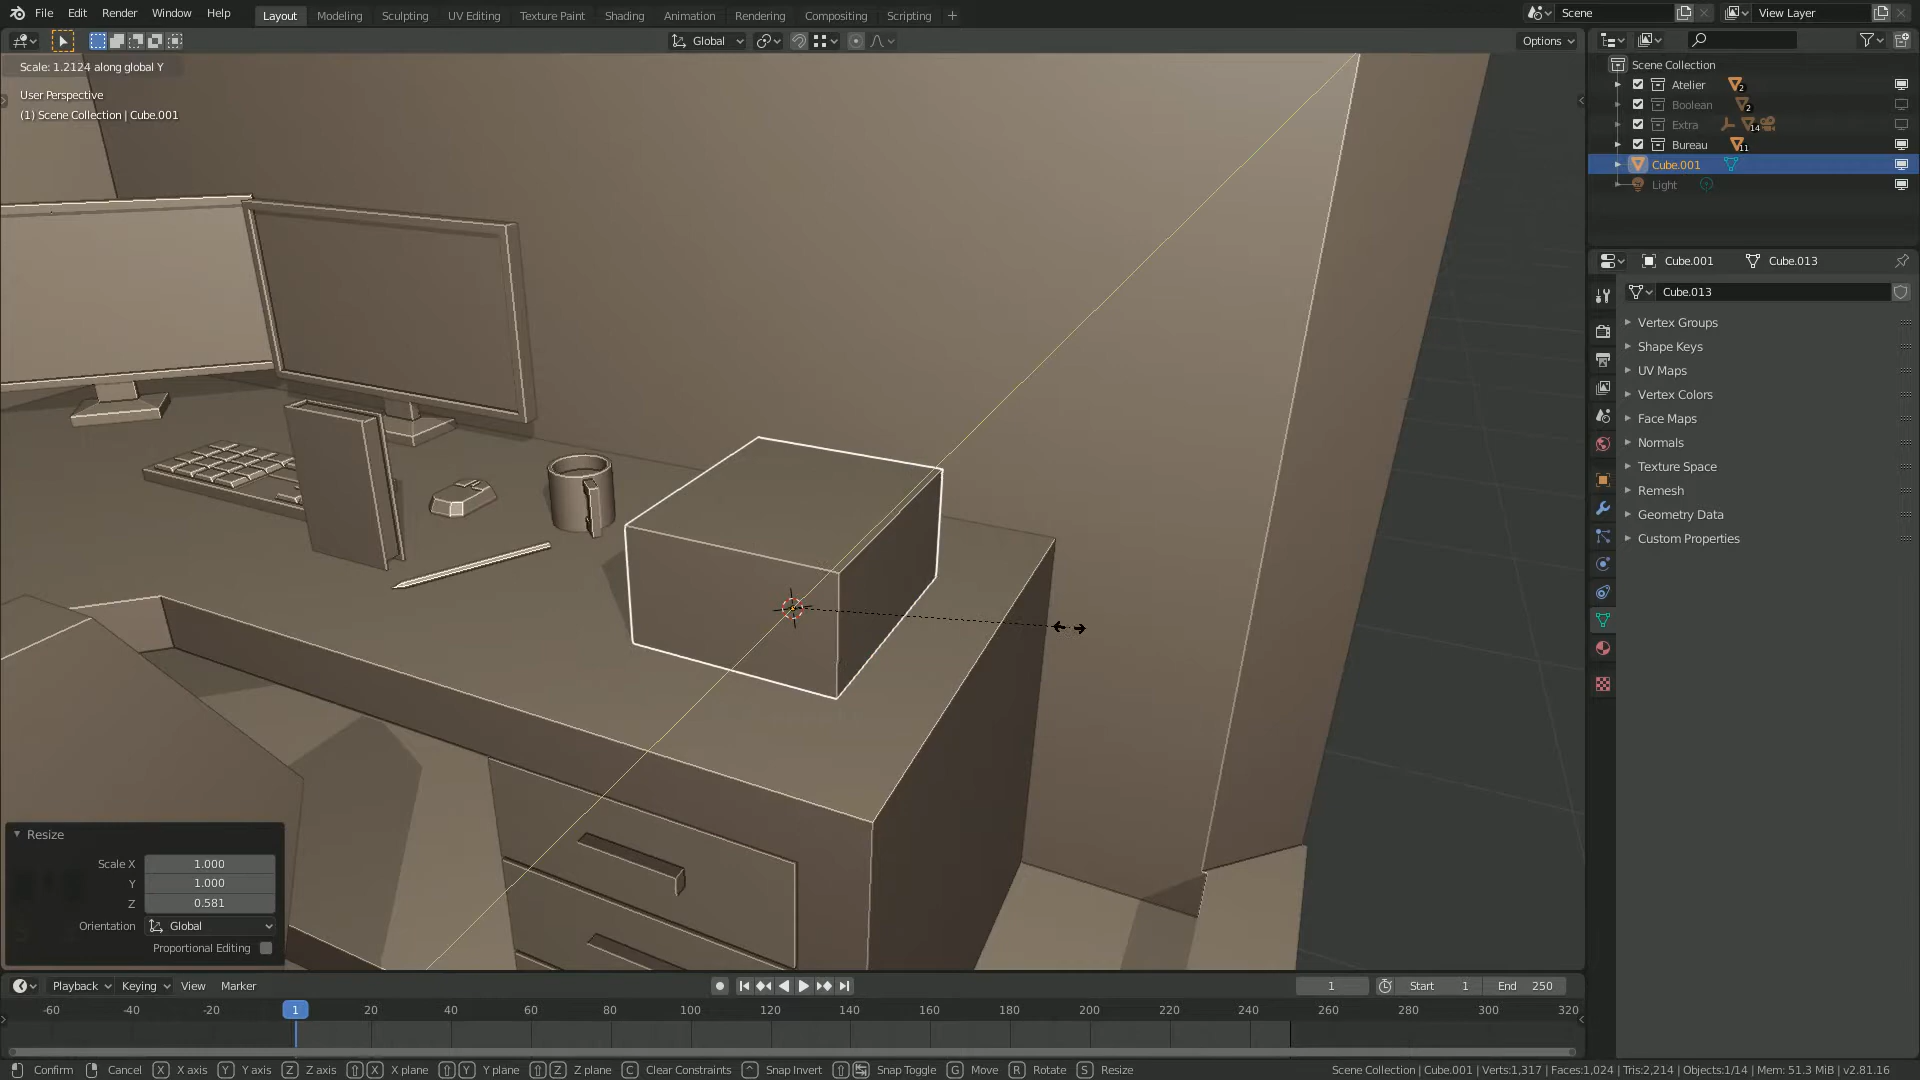 File Edit Render Window Help Layout Modeling Sculpting UV Editing Texture Paint Shading Animation Rendering Compositing Scripting + Scene View Layer
Global Options
Scale: 1.2124 along global Y
User Perspective
(1) Scene Collection | Cube.001
Scene Collection
Atelier 2
Boolean 2
Extra 14
Bureau 11
Cube.001
Light
Cube.001 Cube.013
Cube.013
Vertex Groups
Shape Keys
UV Maps
Vertex Colors
Face Maps
Normals
Texture Space
Remesh
Geometry Data
Custom Properties
Resize
Scale X 1.000
Y 1.000
Z 0.581
Orientation Global
Proportional Editing
Playback Keying View Marker 1 Start 1 End 250
-60 -40 -20 1 20 40 60 80 100 120 140 160 180 200 220 240 260 280 300 320
Confirm Cancel X X axis Y Y axis Z Z axis X X plane Y Y plane Z Z plane C Clear Constraints Snap Invert Snap Toggle G Move R Rotate S Resize Scene Collection | Cube.001 | Verts:1,317 | Faces:1,024 | Tris:2,214 | Objects:1/14 | Mem: 51.3 MiB | v2.81.16